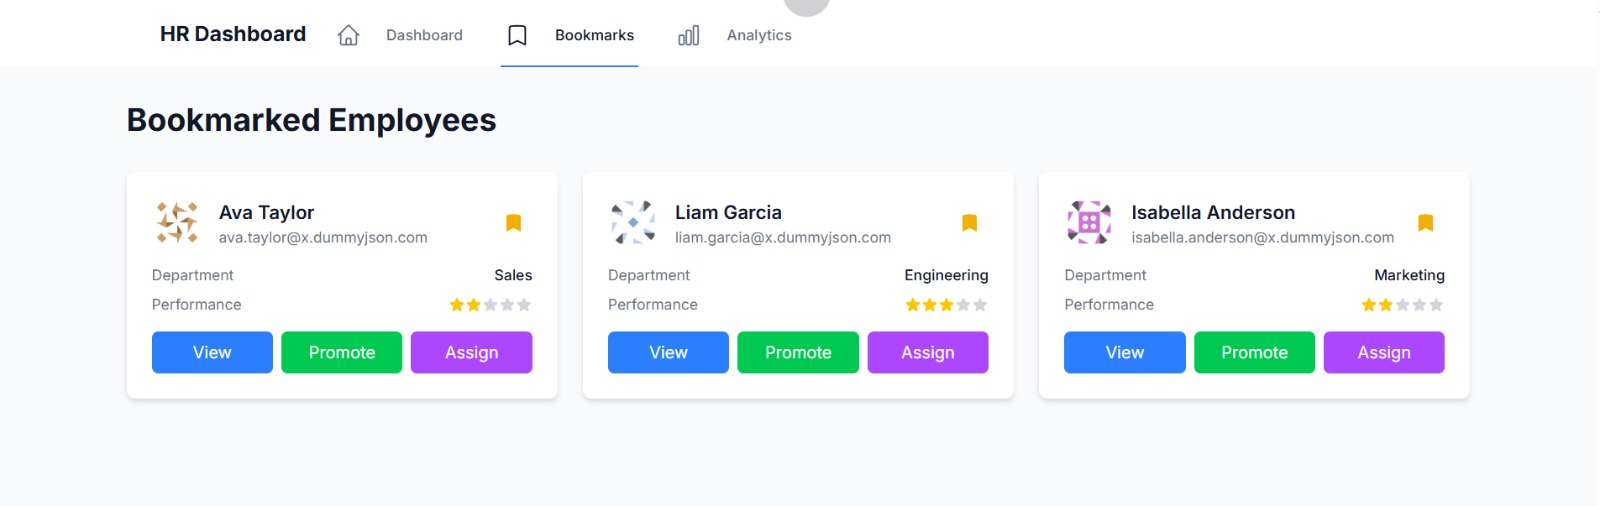 HR Dashboard Dashboard Bookmarks Analytics
Bookmarked Employees
Ava Taylor
ava.taylor@x.dummyjson.com
Department Sales
Performance
View Promote Assign
Liam Garcia
liam.garcia@x.dummyjson.com
Department Engineering
Performance
View Promote Assign
Isabella Anderson
isabella.anderson@x.dummyjson.com
Department Marketing
Performance
View Promote Assign